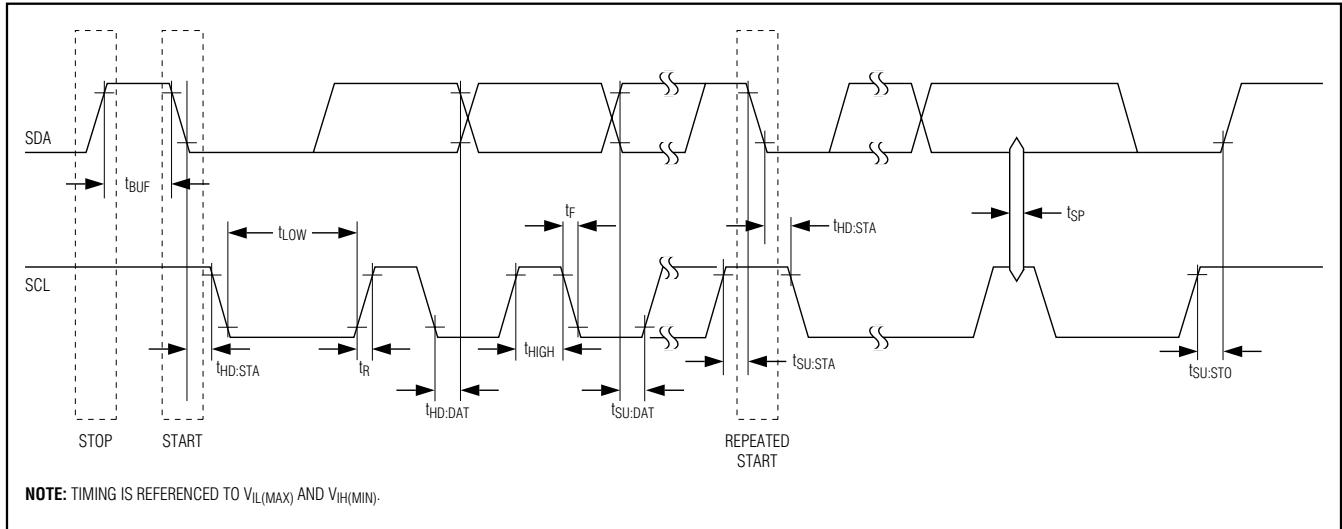 SDA
tBUF
tLOW
tF
tHD:STA
tSP
SCL
tHD:STA
tR
tHIGH
tHD:DAT
tSU:DAT
tSU:STA
tSU:STO
STOP
START
REPEATED
START
NOTE: TIMING IS REFERENCED TO VIL(MAX) AND VIH(MIN).